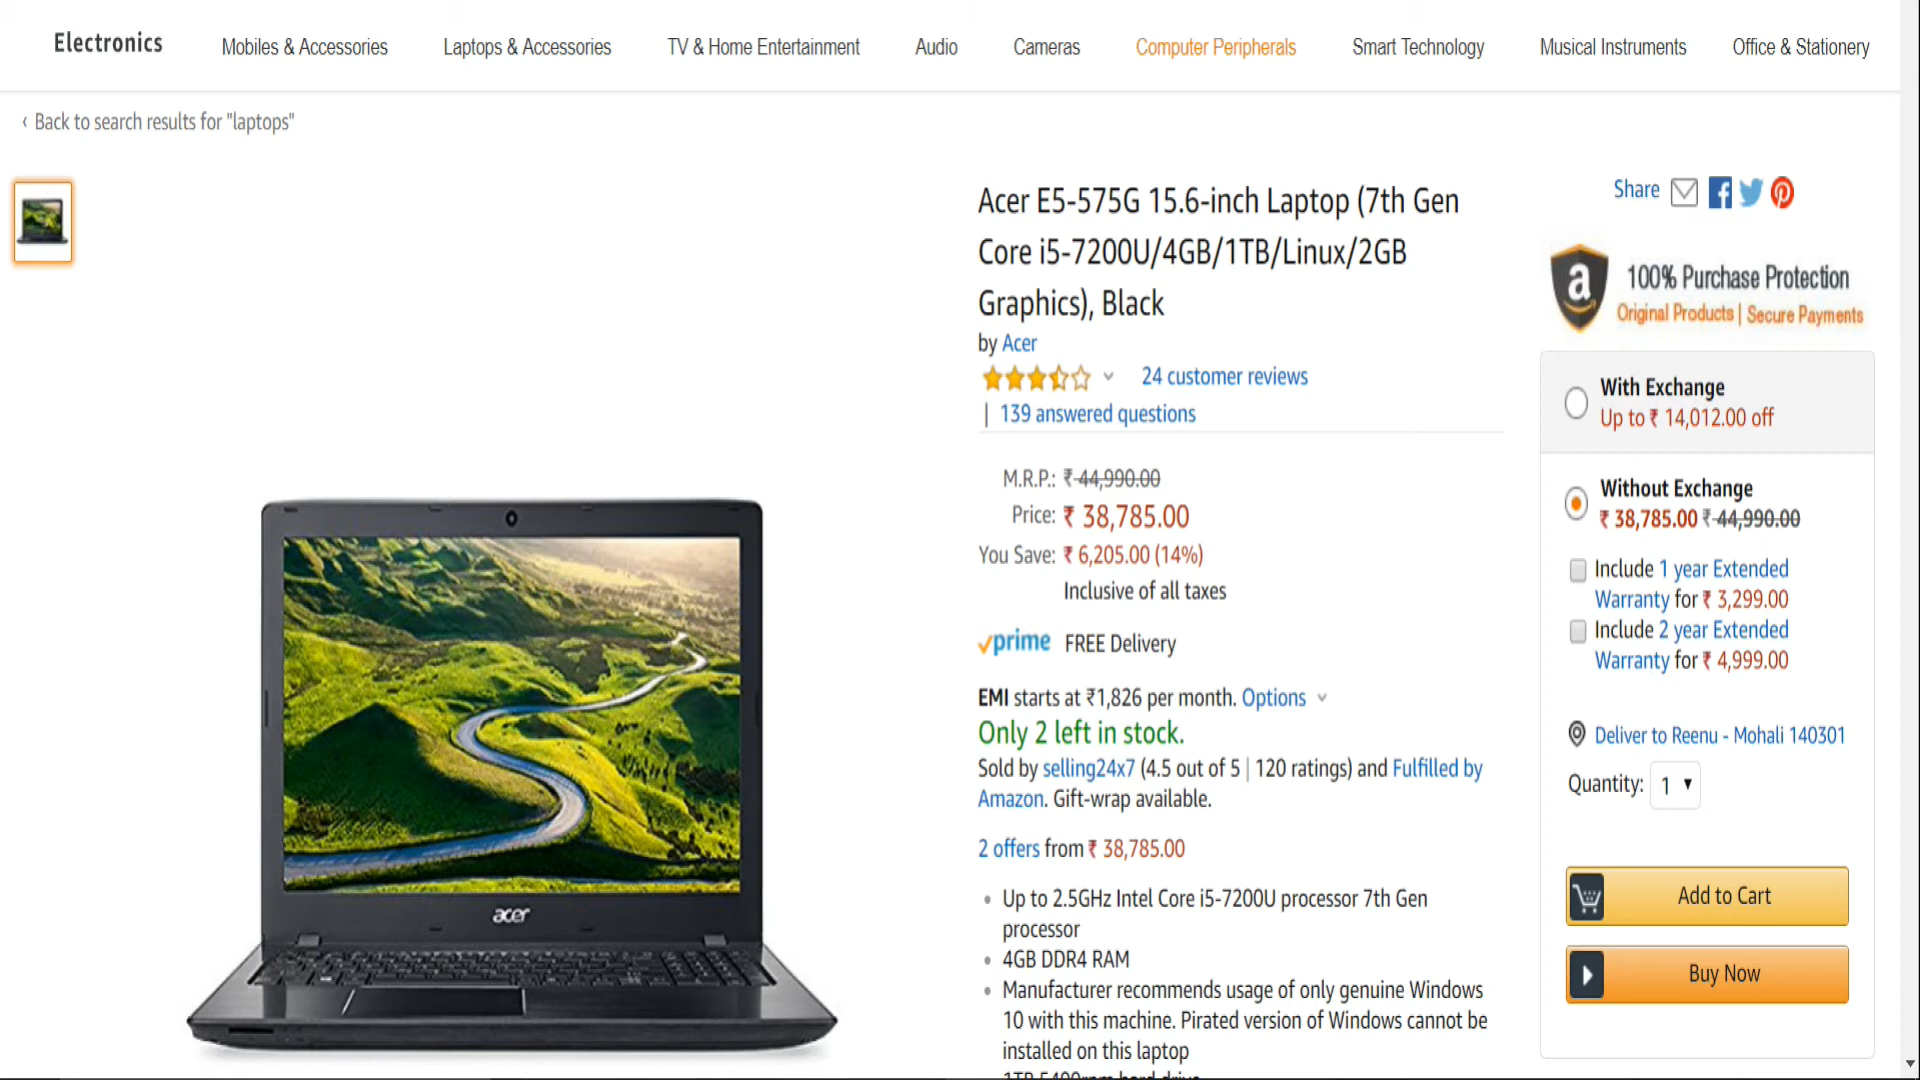 Electronics
Mobiles & Accessories
Laptops & Accessories
TV & Home Entertainment
Audio
Cameras
Computer Peripherals
Smart Technology
Musical Instruments
Office & Stationery
‹ Back to search results for "laptops"
Acer E5-575G 15.6-inch Laptop (7th Gen
Core i5-7200U/4GB/1TB/Linux/2GB
Graphics), Black
by Acer
24 customer reviews
| 139 answered questions
M.R.P.: ₹ 44,990.00
Price: ₹ 38,785.00
You Save: ₹ 6,205.00 (14%)
Inclusive of all taxes
prime FREE Delivery
EMI starts at ₹1,826 per month. Options
Only 2 left in stock.
Sold by selling24x7 (4.5 out of 5 | 120 ratings) and Fulfilled by
Amazon. Gift-wrap available.
2 offers from ₹ 38,785.00
• Up to 2.5GHz Intel Core i5-7200U processor 7th Gen
processor
• 4GB DDR4 RAM
• Manufacturer recommends usage of only genuine Windows
10 with this machine. Pirated version of Windows cannot be
installed on this laptop
1TB 5400rpm hard drive
acer
Share
a
100% Purchase Protection
Original Products | Secure Payments
With Exchange
Up to ₹ 14,012.00 off
Without Exchange
₹ 38,785.00 ₹ 44,990.00
Include 1 year Extended
Warranty for ₹ 3,299.00
Include 2 year Extended
Warranty for ₹ 4,999.00
Deliver to Reenu - Mohali 140301
Quantity: 1
Add to Cart
Buy Now